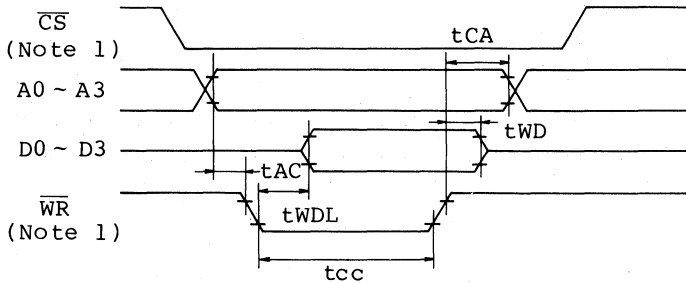 CS
(Note 1)
tCA
A0 ~ A3
D0 ~ D3
tWD
tAC
WR
(Note 1)
tWDL
tcc